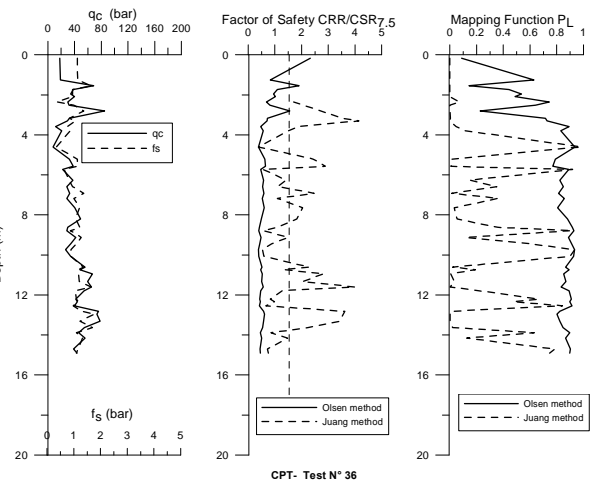 qc (bar)
0 40 80 120 160 200
0
4
8
12
16
20
qc
fs
fs (bar)
0 1 2 3 4 5
Factor of Safety CRR/CSR7.5
0 1 2 3 4 5
0
4
8
12
16
20
Olsen method
Juang method
Mapping Function PL
0 0.2 0.4 0.6 0.8 1
0
4
8
12
16
20
Olsen method
Juang method
CPT- Test N° 36